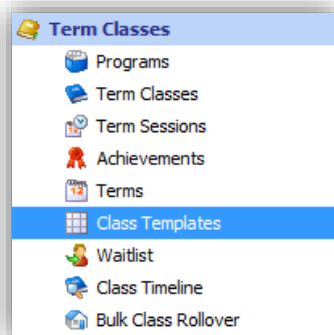 Term Classes
Programs
Term Classes
Term Sessions
Achievements
Terms
Class Templates
Waitlist
Class Timeline
Bulk Class Rollover